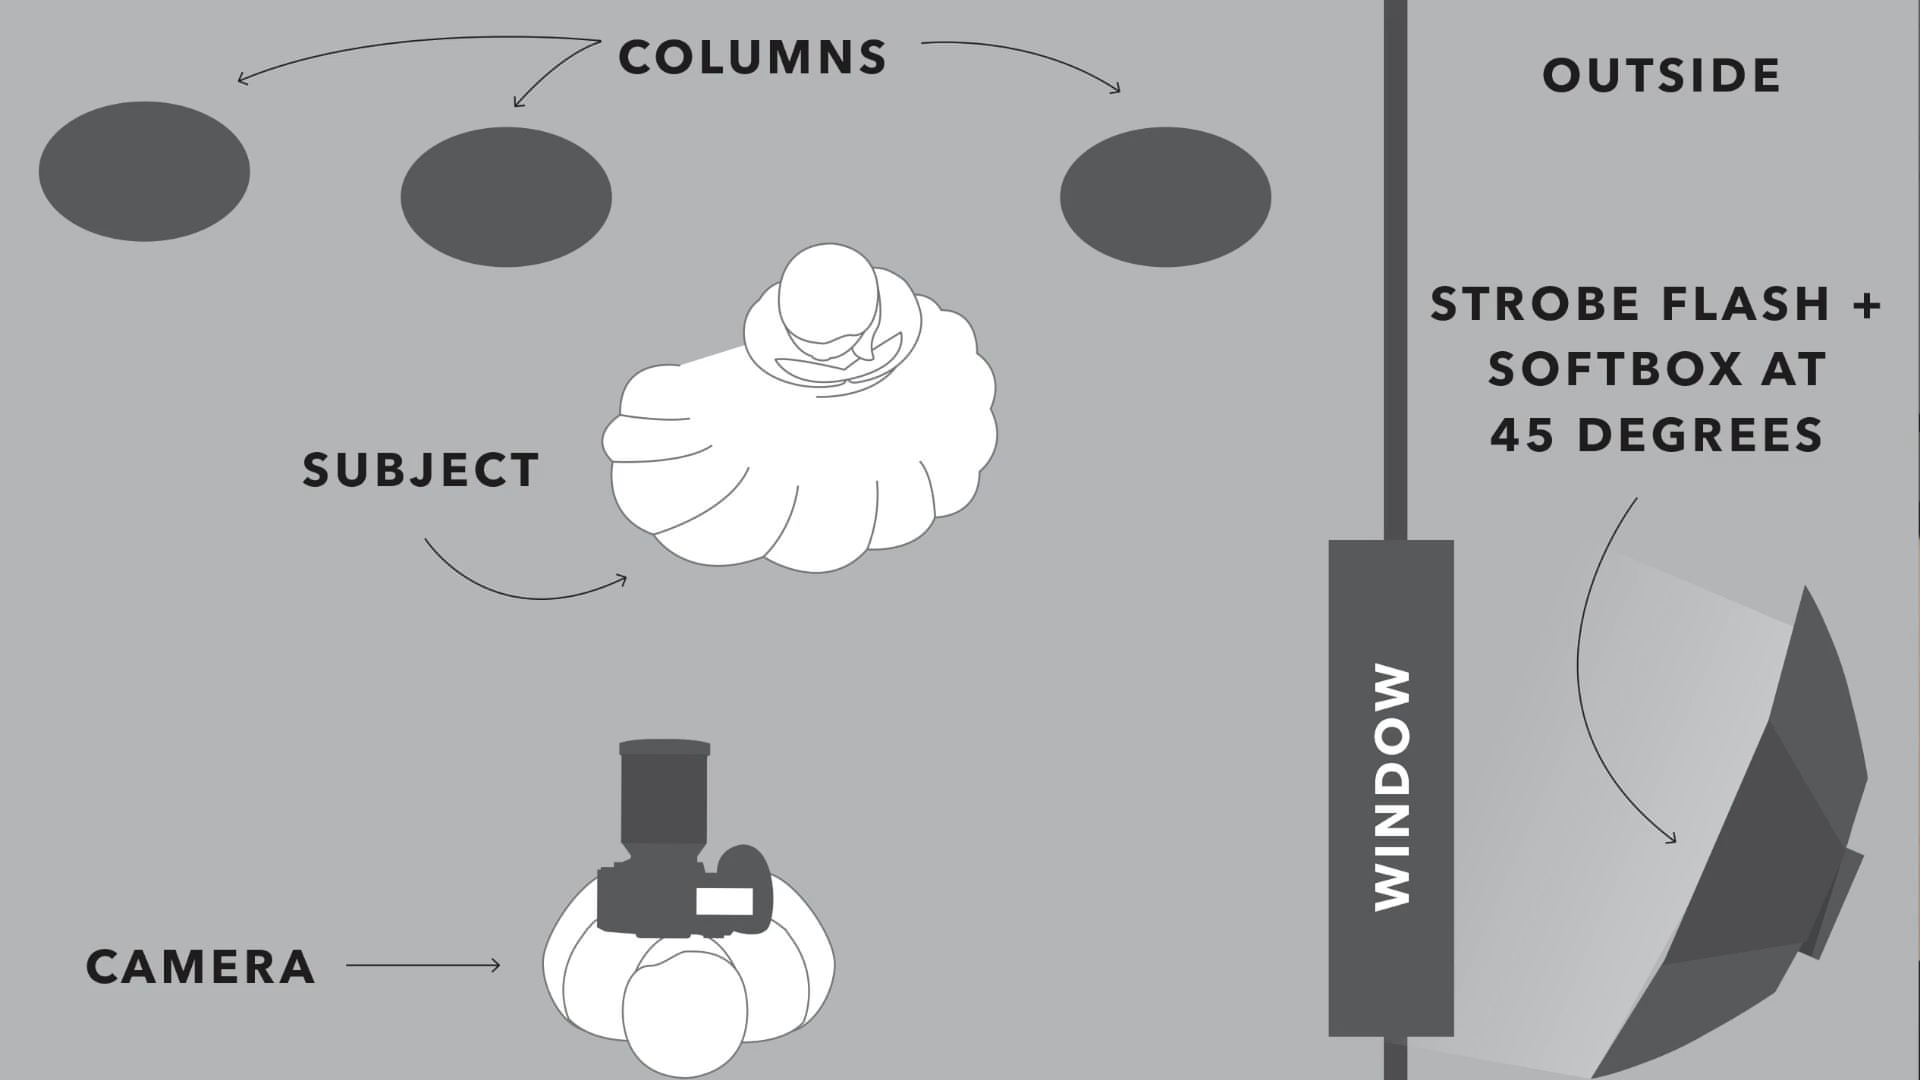 COLUMNS
OUTSIDE
STROBE FLASH +
SOFTBOX AT
45 DEGREES
SUBJECT
WINDOW
CAMERA